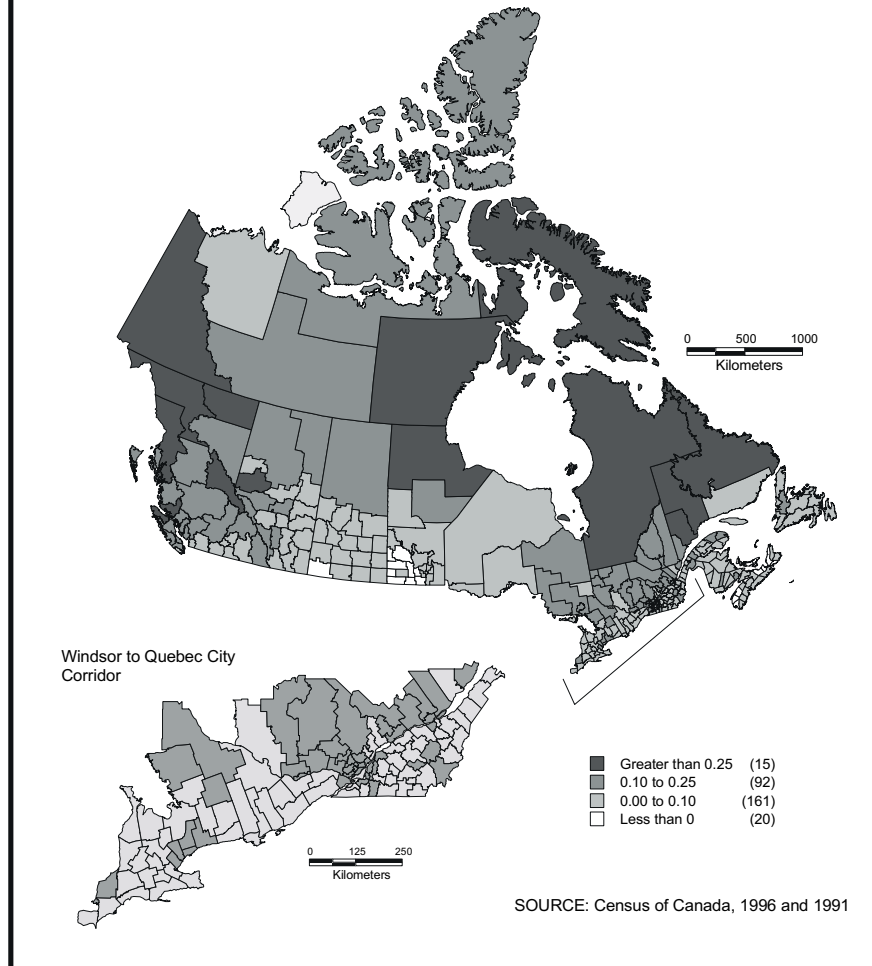 0 500 1000
Kilometers
Windsor to Quebec City
Corridor
Greater than 0.25 (15)
0.10 to 0.25 (92)
0.00 to 0.10 (161)
Less than 0 (20)
0 125 250
Kilometers
SOURCE: Census of Canada, 1996 and 1991